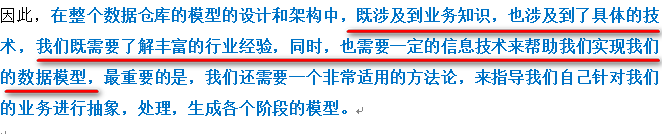 因此，在整个数据仓库的模型的设计和架构中，既涉及到业务知识，也涉及到了具体的技
术，我们既需要了解丰富的行业经验，同时，也需要一定的信息技术来帮助我们实现我们
的数据模型，最重要的是，我们还需要一个非常适用的方法论，来指导我们自己针对我们
的业务进行抽象，处理，生成各个阶段的模型。